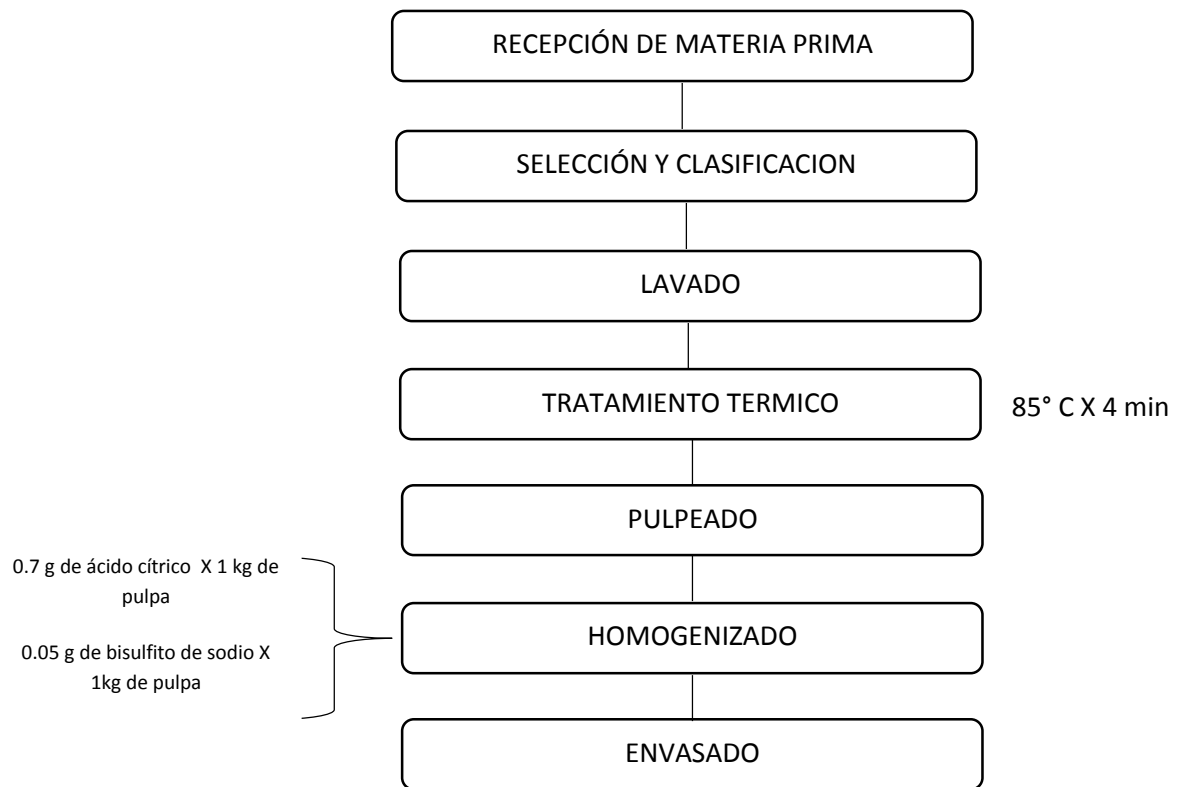 RECEPCIÓN DE MATERIA PRIMA
SELECCIÓN Y CLASIFICACION
LAVADO
TRATAMIENTO TERMICO
85° C X 4 min
PULPEADO
0.7 g de ácido cítrico X 1 kg de
pulpa
0.05 g de bisulfito de sodio X
1kg de pulpa
HOMOGENIZADO
ENVASADO